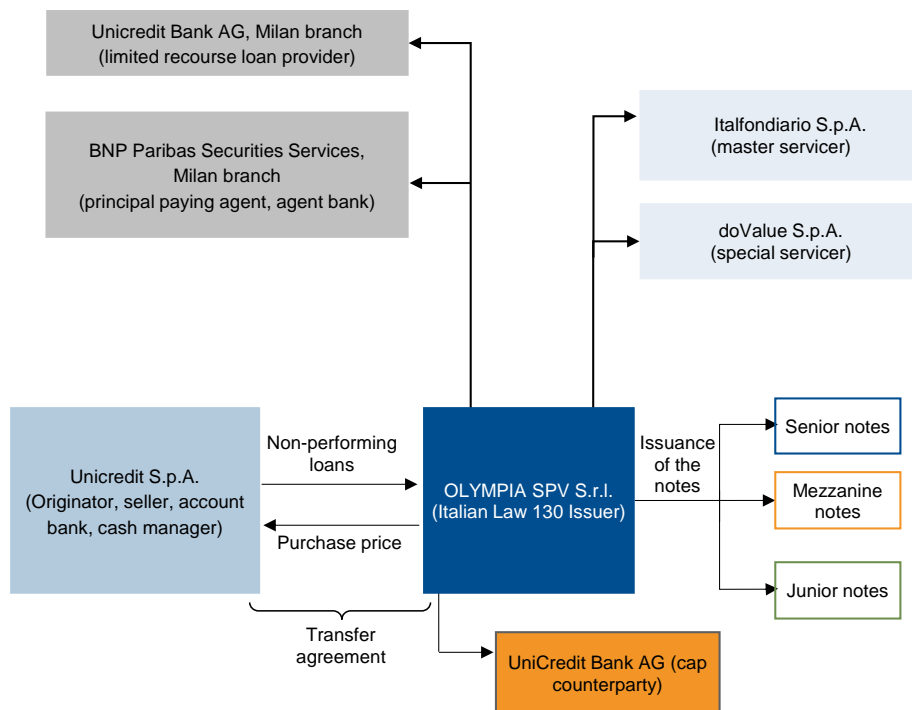 Unicredit Bank AG, Milan branch
(limited recourse loan provider)
BNP Paribas Securities Services,
Milan branch
(principal paying agent, agent bank)
Italfondiario S.p.A.
(master servicer)
doValue S.p.A.
(special servicer)
Unicredit S.p.A.
(Originator, seller, account
bank, cash manager)
Non-performing
loans
Purchase price
Transfer
agreement
OLYMPIA SPV S.r.l.
(Italian Law 130 Issuer)
Issuance
of the
notes
Senior notes
Mezzanine
notes
Junior notes
UniCredit Bank AG (cap
counterparty)